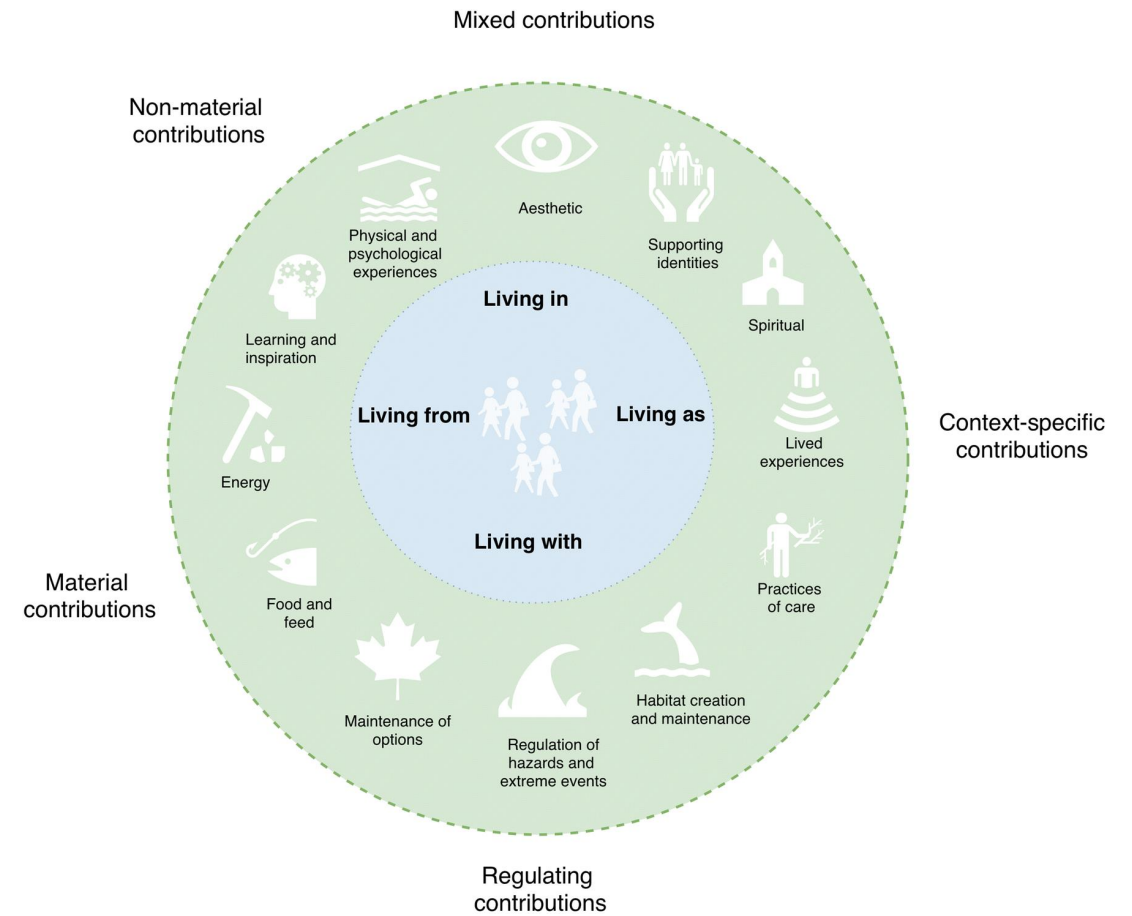 Mixed contributions
Non-material
contributions
Aesthetic
Physical and
psychological
experiences
Supporting
identities
Learning and
inspiration
Living in
Spiritual
Living from
Living as
Context-specific
contributions
Lived
experiences
Energy
Living with
Material
contributions
Food and
feed
Practices
of care
Maintenance of
options
Habitat creation
and maintenance
Regulation of
hazards and
extreme events
Regulating
contributions